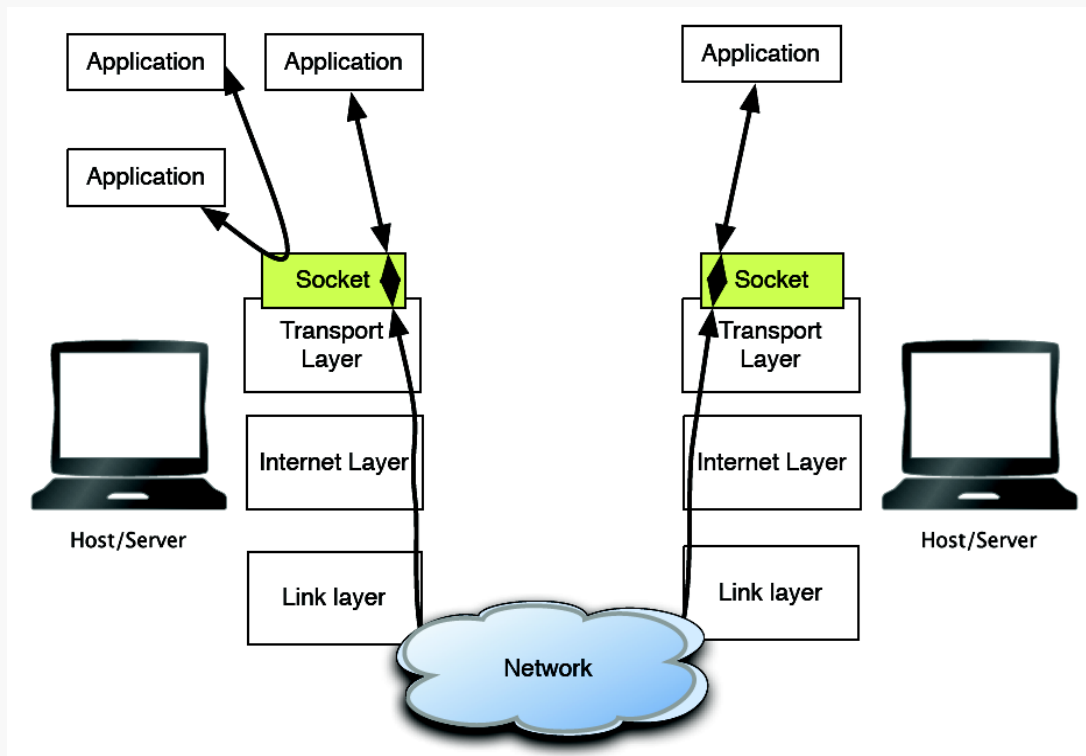 Application
Application
Application
Application
Socket
Socket
Transport
Layer
Transport
Layer
Internet Layer
Internet Layer
Host/Server
Host/Server
Link layer
Link layer
Network